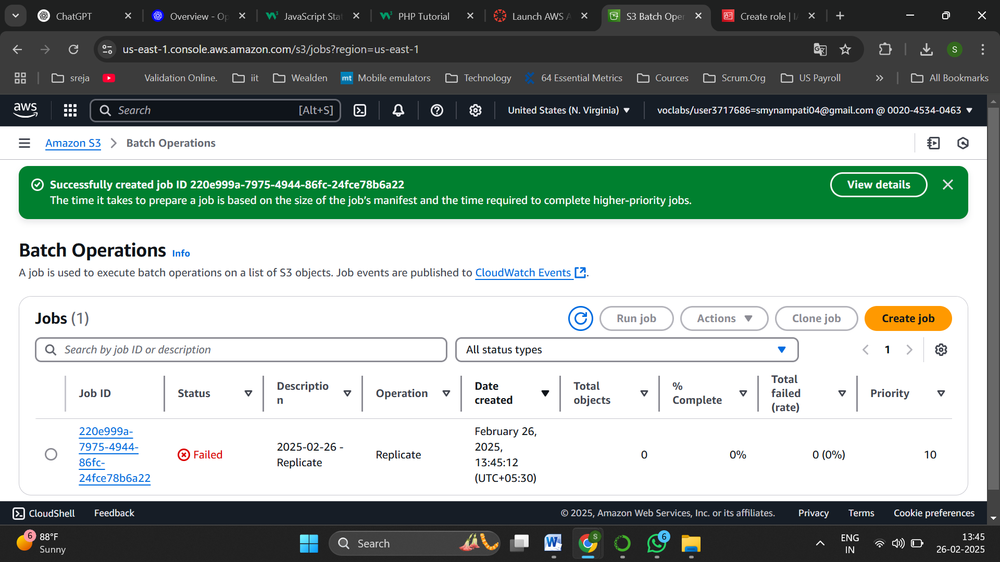 ChatGPT
Overview - Op
JavaScript Stat
PHP Tutorial
Launch AWS A
S3 Batch Oper
Create role | IA
us-east-1.console.aws.amazon.com/s3/jobs?region=us-east-1
S
sreja
Validation Online.
iit
Wealden
mt Mobile emulators
Technology
64 Essential Metrics
Cources
Scrum.Org
US Payroll
All Bookmarks
aws
Search
[Alt+S]
United States (N. Virginia)
voclabs/user3717686=smynampati04@gmail.com @ 0020-4534-0463
Amazon S3
Batch Operations
Successfully created job ID 220e999a-7975-4944-86fc-24fce78b6a22
The time it takes to prepare a job is based on the size of the job's manifest and the time required to complete higher-priority jobs.
View details
Batch Operations Info
A job is used to execute batch operations on a list of S3 objects. Job events are published to CloudWatch Events.
Jobs (1)
Run job
Actions
Clone job
Create job
Search by job ID or description
All status types
1
Job ID
Status
Descriptio
n
Operation
Date
created
Total
objects
%
Complete
Total
failed
(rate)
Priority
220e999a-
7975-4944-
86fc-
24fce78b6a22
Failed
2025-02-26 -
Replicate
Replicate
February 26,
2025,
13:45:12
(UTC+05:30)
0
0%
0 (0%)
10
CloudShell
Feedback
© 2025, Amazon Web Services, Inc. or its affiliates.
Privacy
Terms
Cookie preferences
6
88°F
Sunny
Search
W
S
6
ENG
IN
13:45
26-02-2025